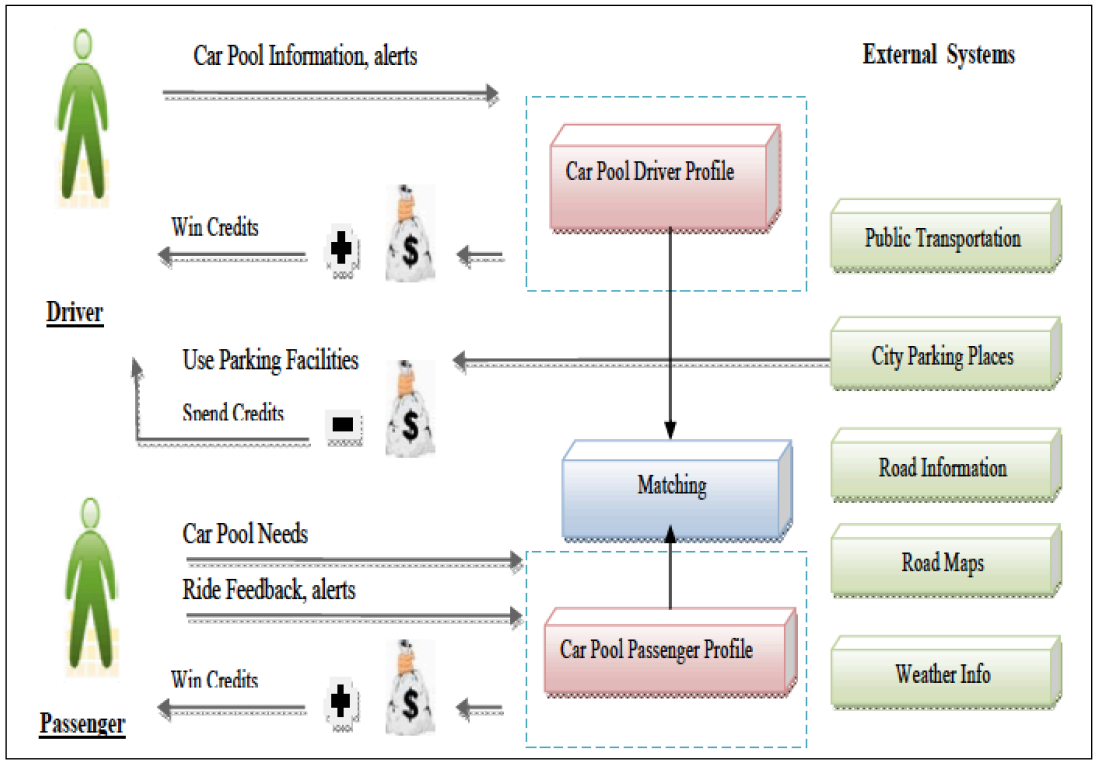 Car Pool Information, alerts
External Systems
Car Pool Driver Profile
Win Credits
$
Public Transportation
Driver
Use Parking Facilities
City Parking Places
Spend Credits
$
Matching
Road Information
Car Pool Needs
Road Maps
Ride Feedback, alerts
Car Pool Passenger Profile
Weather Info
Win Credits
$
Passenger